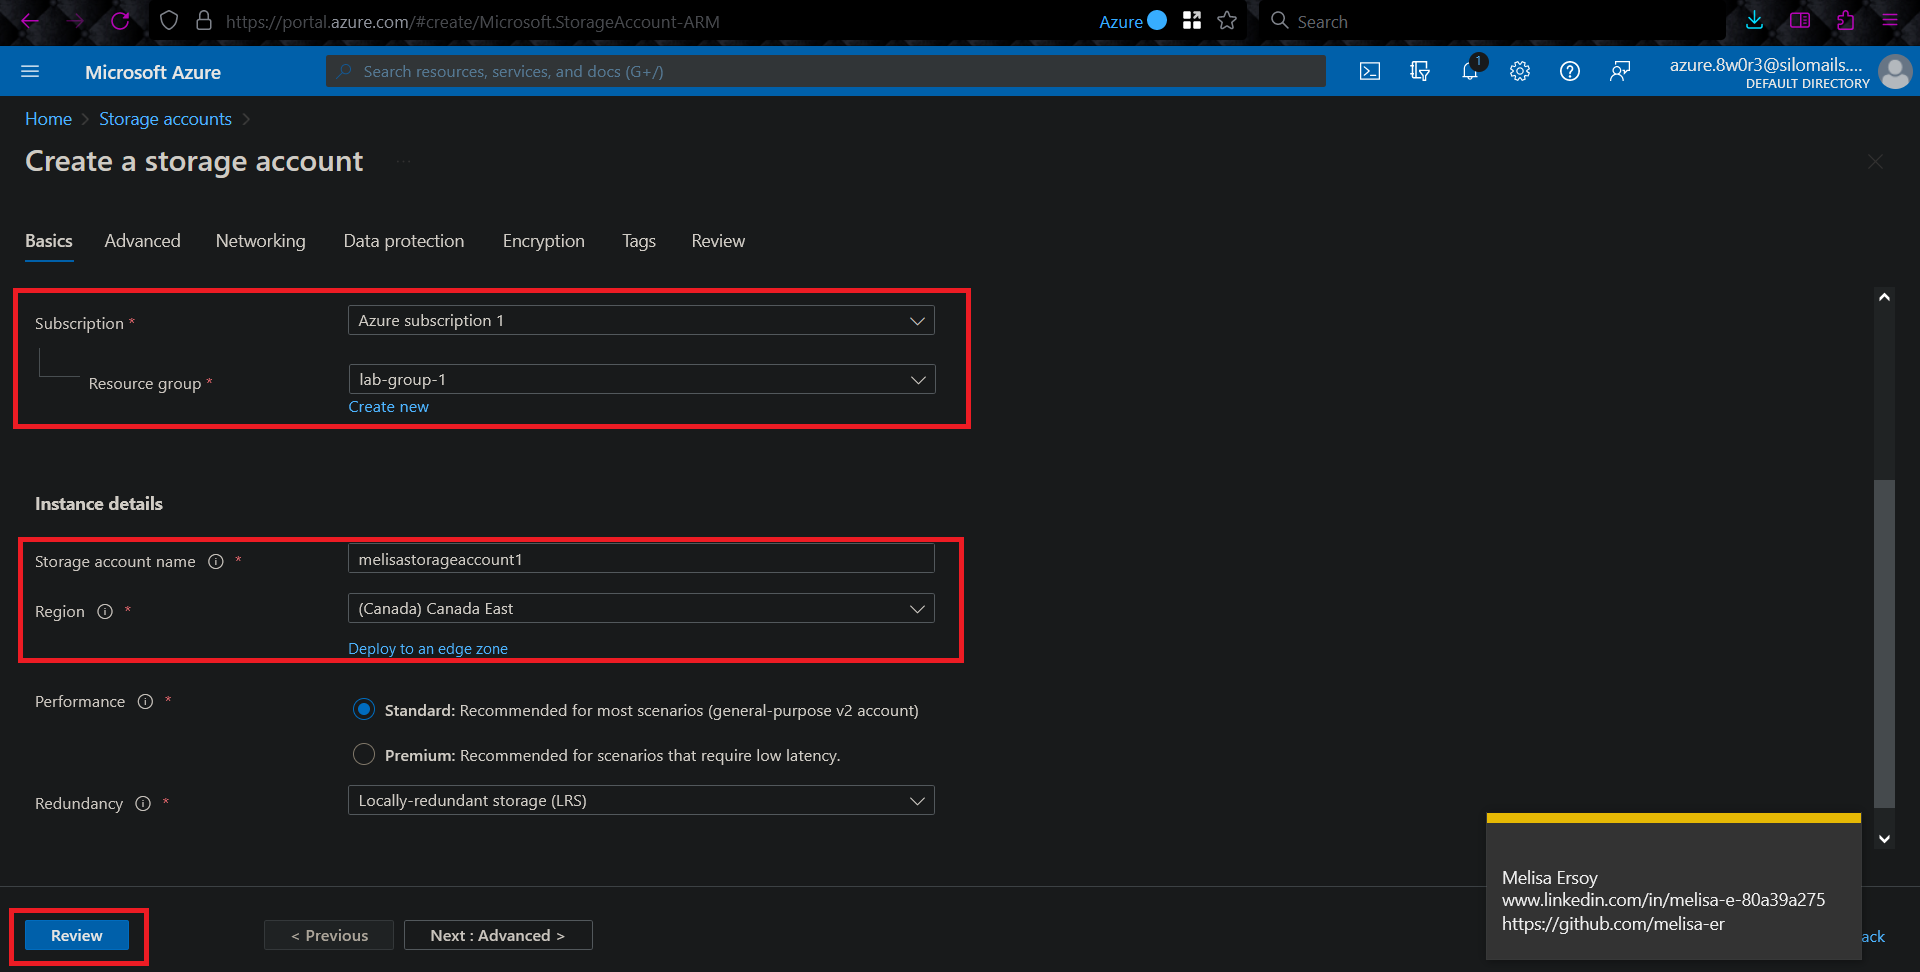 https://portal.azure.com/#create/Microsoft.StorageAccount-ARM
Azure
Search
Microsoft Azure
Search resources, services, and docs (G+/)
1
azure.8w0r3@silomails....
DEFAULT DIRECTORY
Home > Storage accounts >
Create a storage account ...
Basics Advanced Networking Data protection Encryption Tags Review
Subscription *
Azure subscription 1
Resource group *
lab-group-1
Create new
Instance details
Storage account name *
melisastorageaccount1
Region *
(Canada) Canada East
Deploy to an edge zone
Performance *
Standard: Recommended for most scenarios (general-purpose v2 account)
Premium: Recommended for scenarios that require low latency.
Redundancy *
Locally-redundant storage (LRS)
Review
< Previous
Next : Advanced >
Melisa Ersoy
www.linkedin.com/in/melisa-e-80a39a275
https://github.com/melisa-er
ack